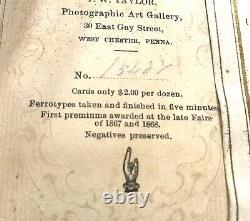 T. W. TAYLOR,
Photographic Art Gallery,
30 East Gay Street,
WEST CHESTER, PENNA.
No.
Cards only $2.00 per dozen.
Ferrotypes taken and finished in five minutes
First premiums awarded at the late Fairs
of 1867 and 1868.
Negatives preserved.